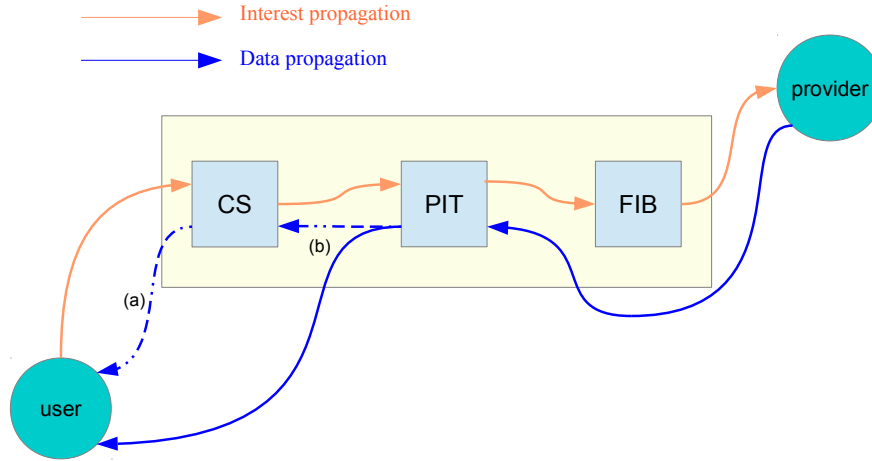 Interest propagation
Data propagation
provider
CS
PIT
FIB
(b)
(a)
user